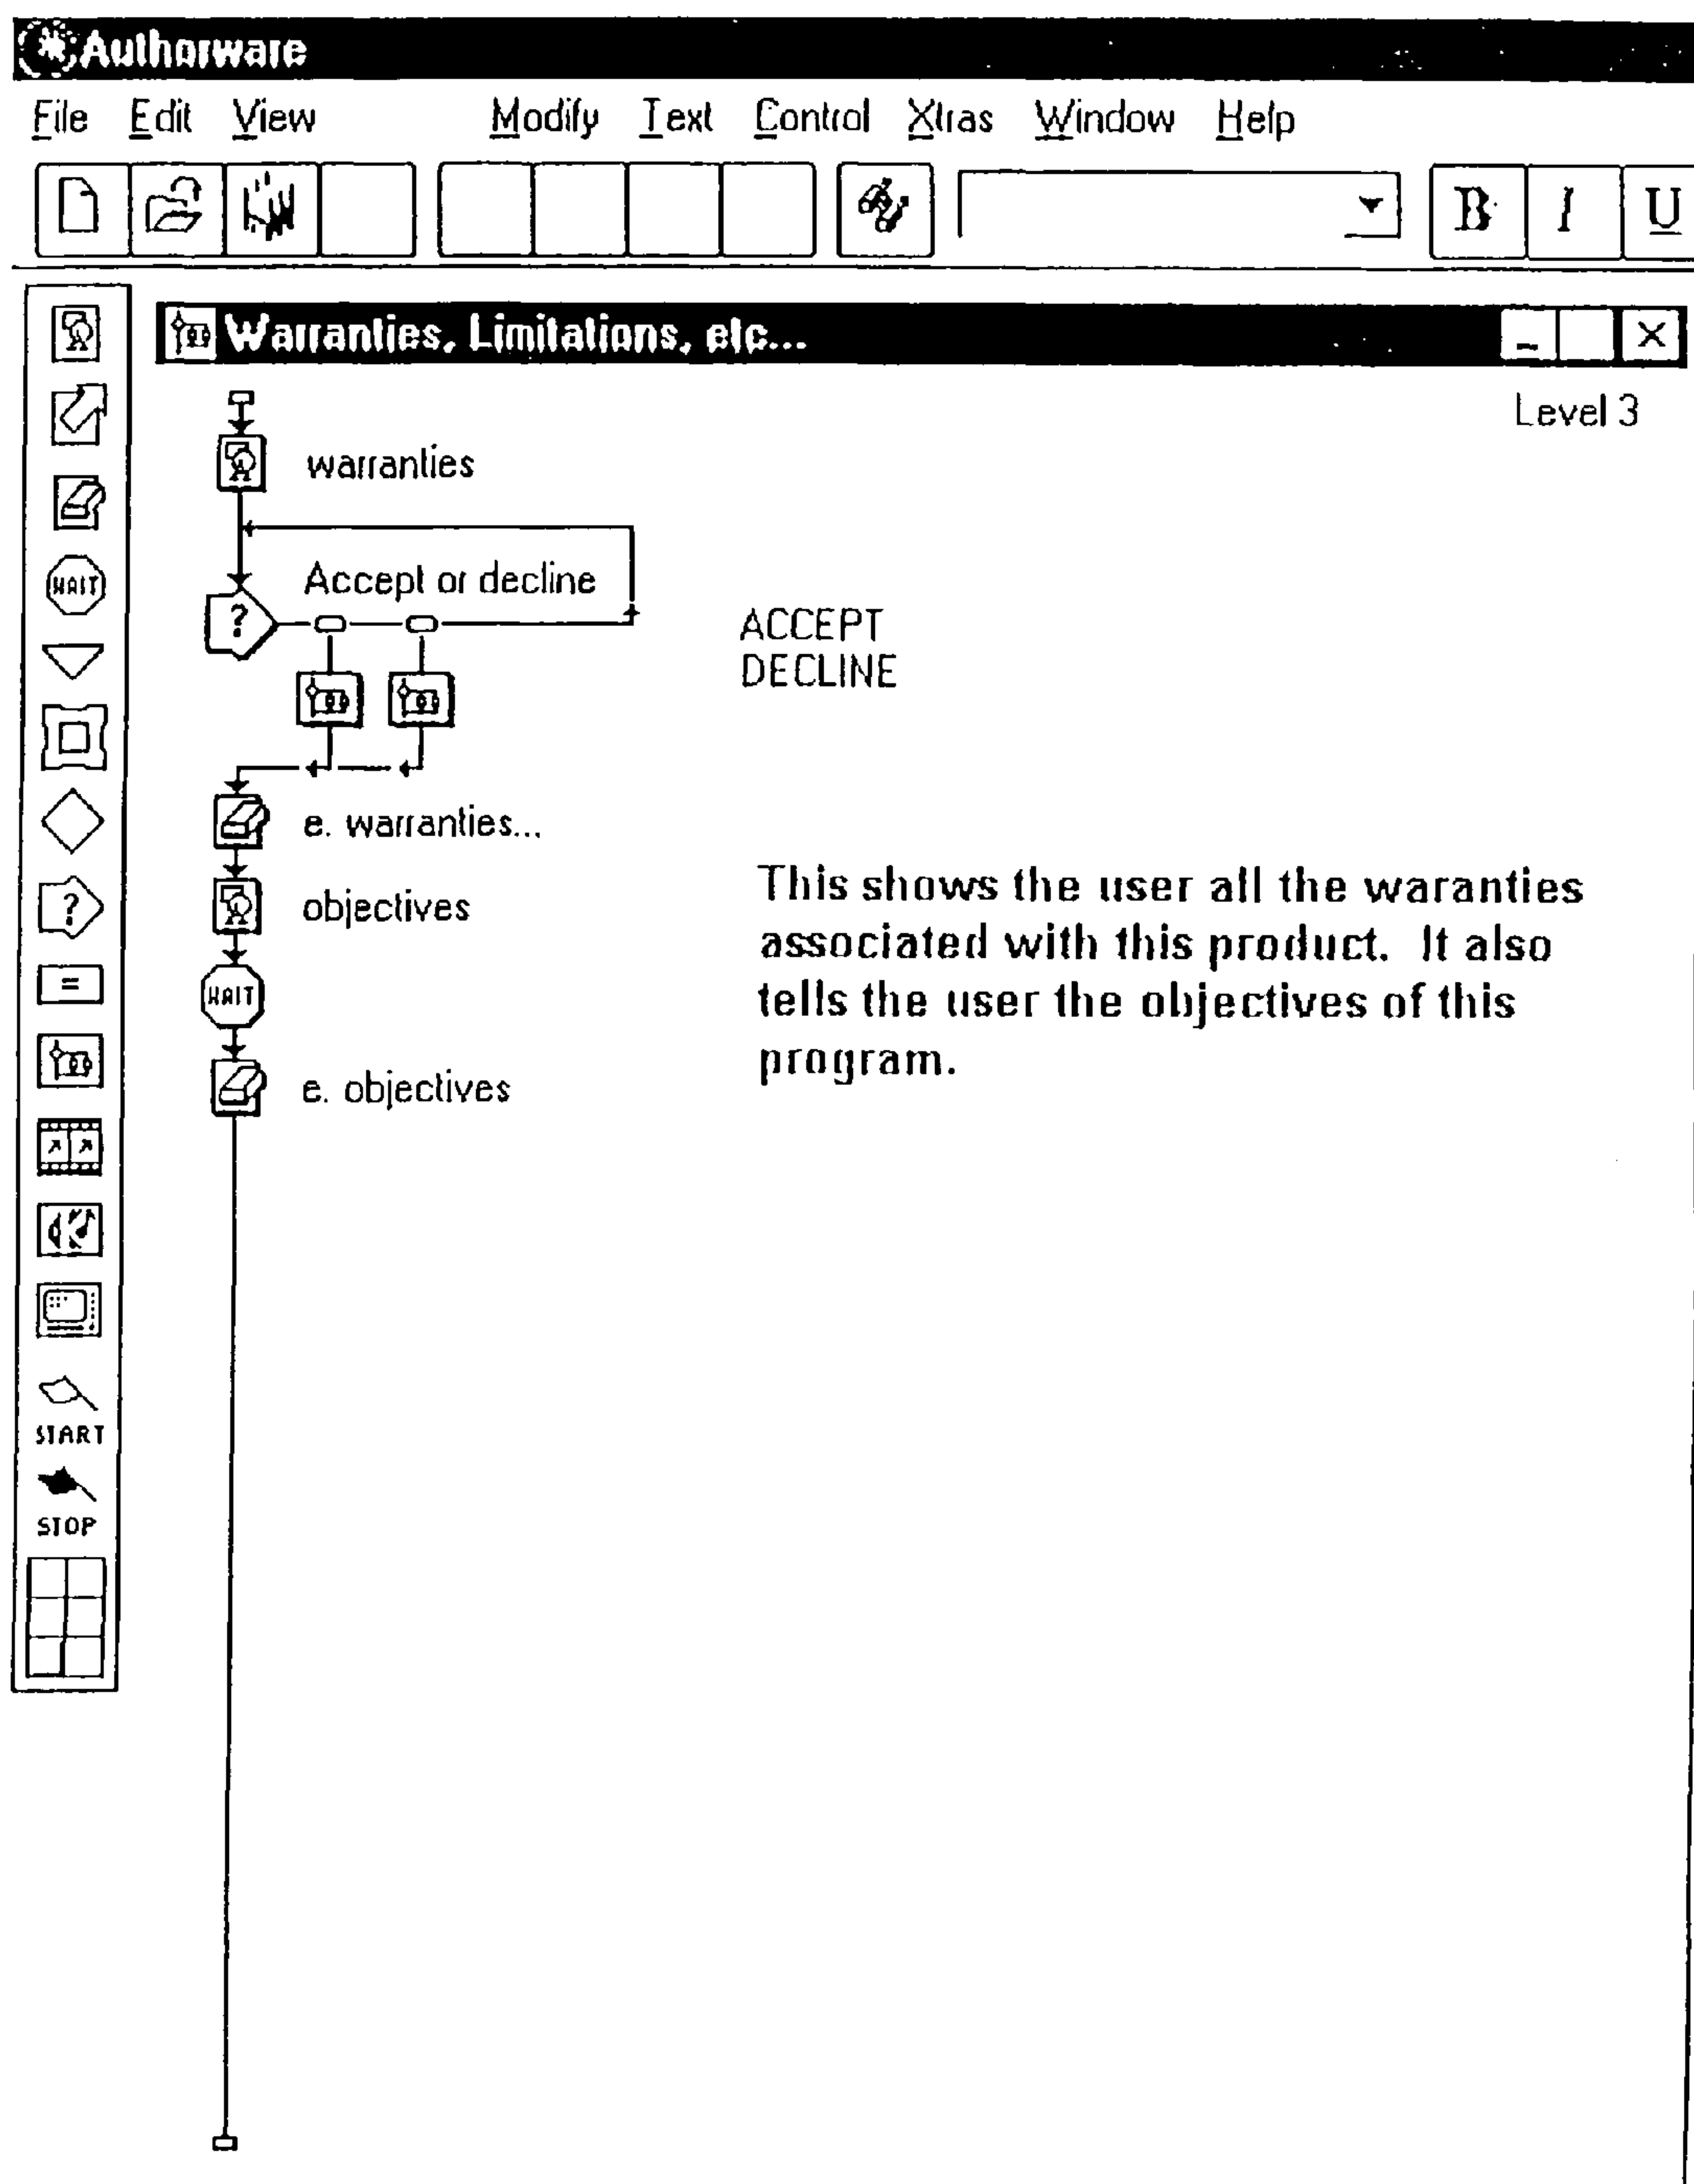 Authorware
File Edit View Modify Text Control Xtras Window Help
B I U
Warranties, Limitations, etc...
Level 3
warranties
Accept or decline
?
ACCEPT
DECLINE
e. warranties...
objectives
WAIT
e. objectives
This shows the user all the waranties
associated with this product. It also
tells the user the objectives of this
program.
WAIT
?
=
START
STOP